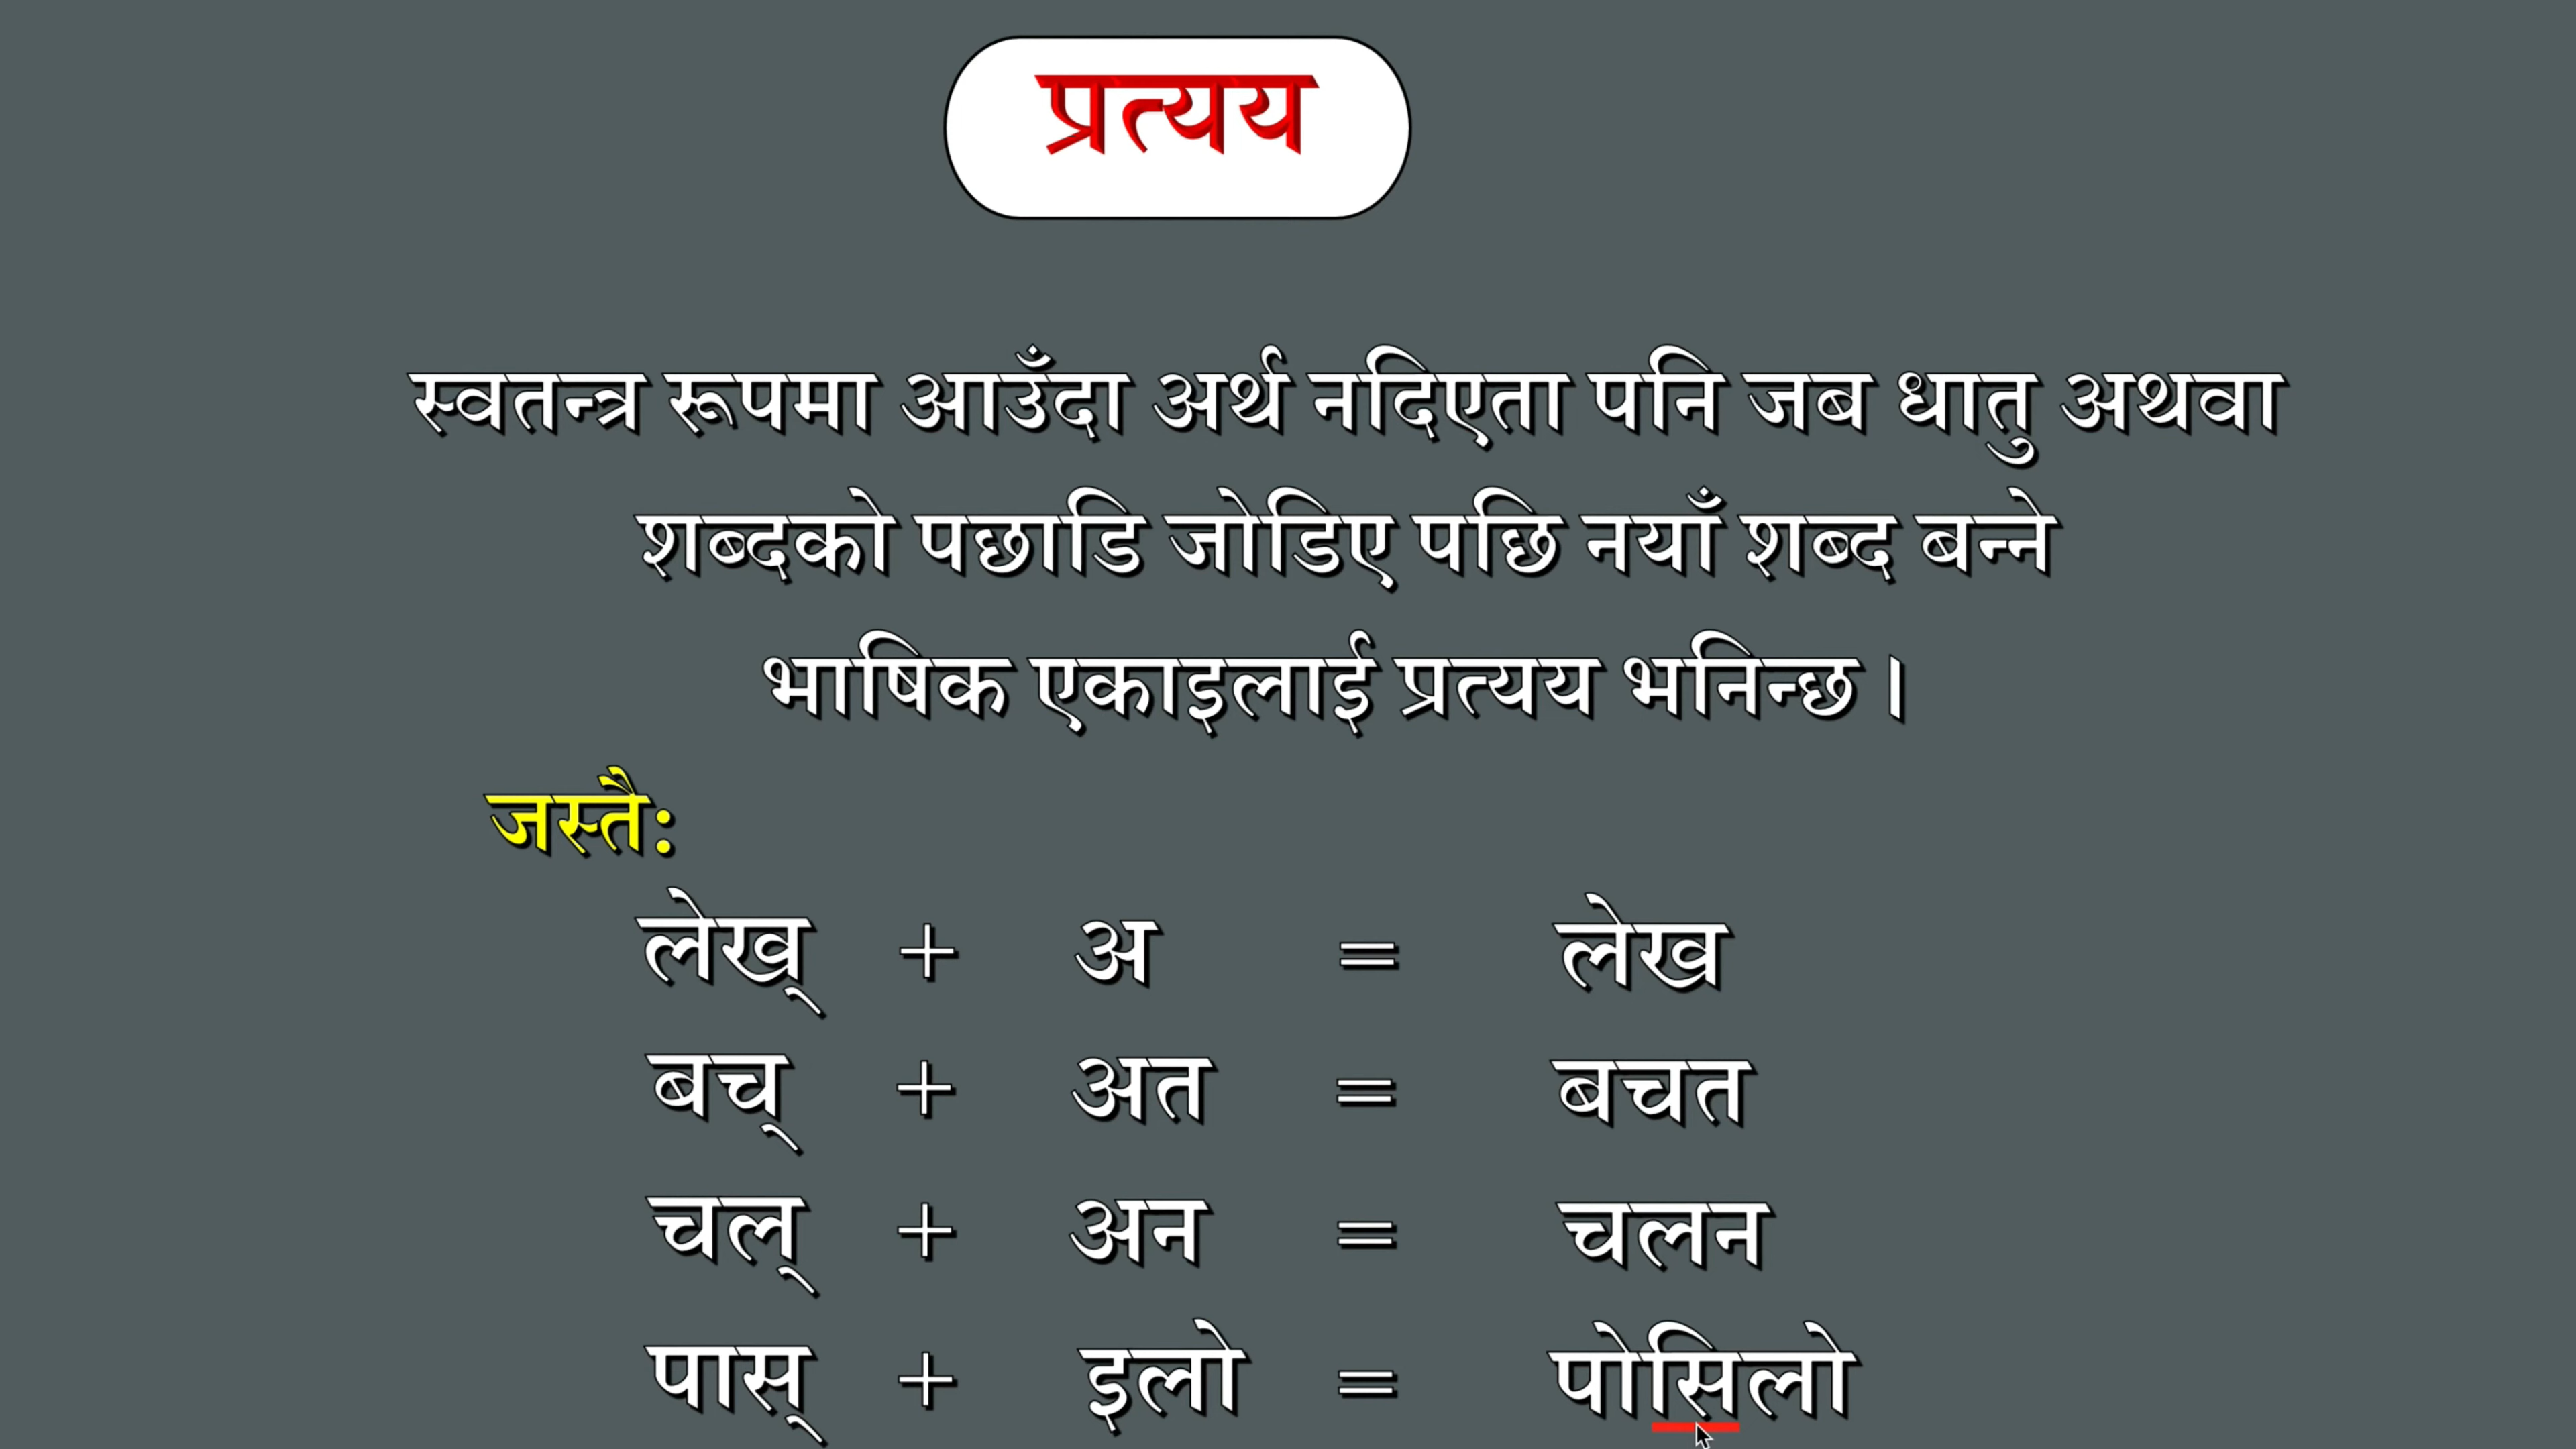 प्रत्यय
स्वतन्त्र रूपमा आउँदा अर्थ नदिएता पनि जब धातु अथवा
शब्दको पछाडि जोडिए पछि नयाँ शब्द बन्ने
भाषिक एकाइलाई प्रत्यय भनिन्छ ।
जस्तैः
लेख् + अ = लेख
बच् + अत = बचत
चल् + अन = चलन
पास् + इलो = पोसिलो